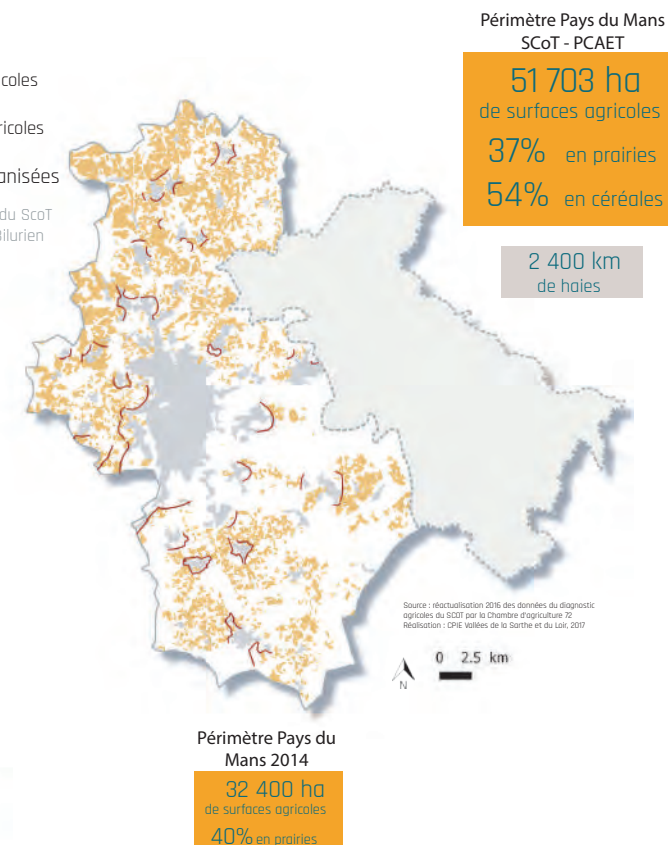 Périmètre Pays du Mans
SCoT - PCAET
51 703 ha
de surfaces agricoles
37% en prairies
54% en céréales
2 400 km
de haies
coles
ricoles
anisées
du ScoT
Bilurien
Source : réactualisation 2016 des données du diagnostic
agricoles du SCOT par la Chambre d'agriculture 72
Réalisation : CPIE Vallées de la Sarthe et du Loir, 2017
0 2.5 km
N
Périmètre Pays du
Mans 2014
32 400 ha
de surfaces agricoles
40% en prairies